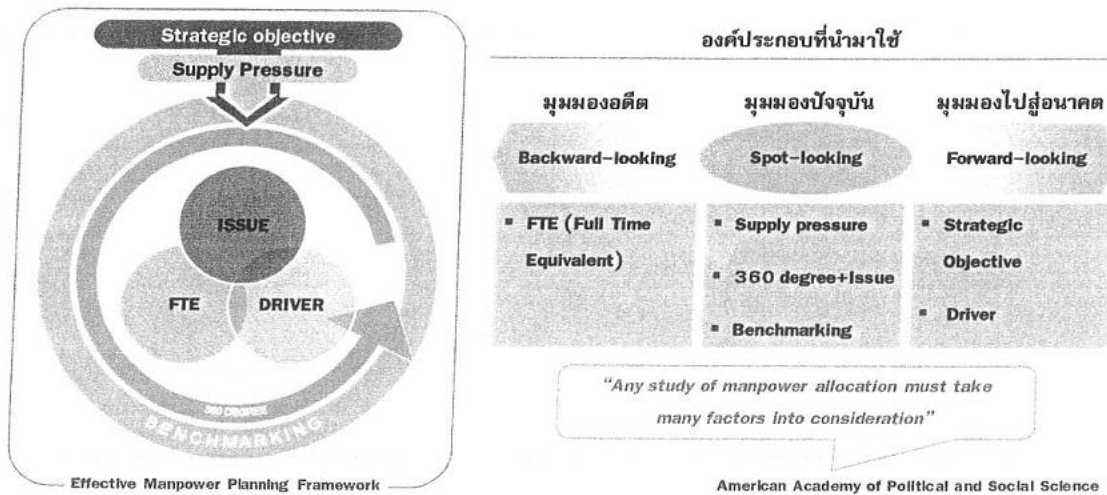 Strategic objective
Supply Pressure
ISSUE
FTE
DRIVER
360 DEGREE
BENCHMARKING
Effective Manpower Planning Framework
องค์ประกอบที่นำมาใช้
มุมมองอดีต
มุมมองปัจจุบัน
มุมมองไปสู่อนาคต
Backward-looking
Spot-looking
Forward-looking
▪ FTE (Full Time
Equivalent)
▪ Supply pressure
▪ 360 degree+Issue
▪ Benchmarking
▪ Strategic
Objective
▪ Driver
"Any study of manpower allocation must take
many factors into consideration"
American Academy of Political and Social Science